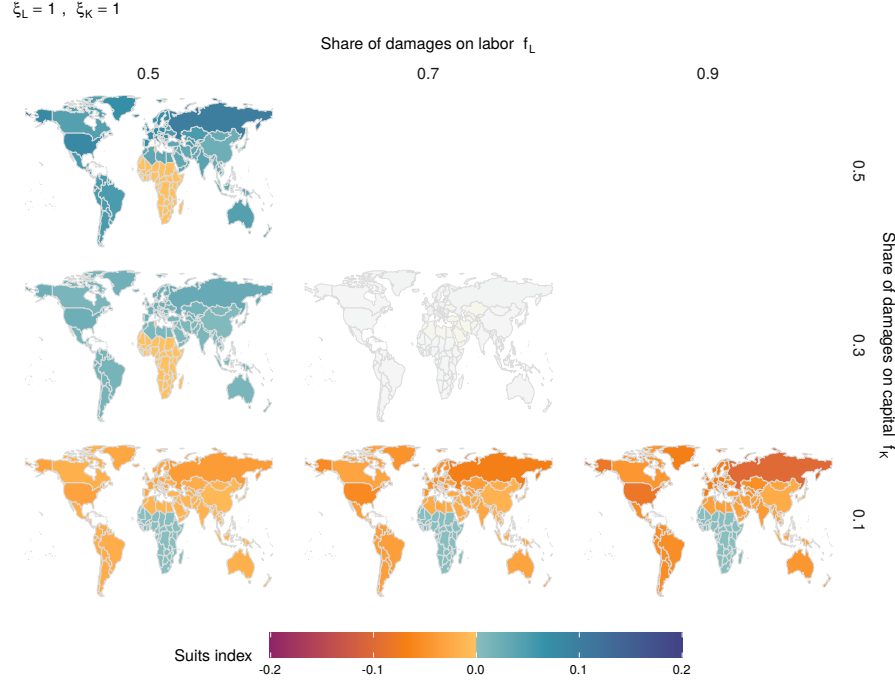 ξL = 1 , ξK = 1
Share of damages on labor fL
0.5 0.7 0.9
0.5
0.3
0.1
Share of damages on capital fK
Suits index
-0.2 -0.1 0.0 0.1 0.2